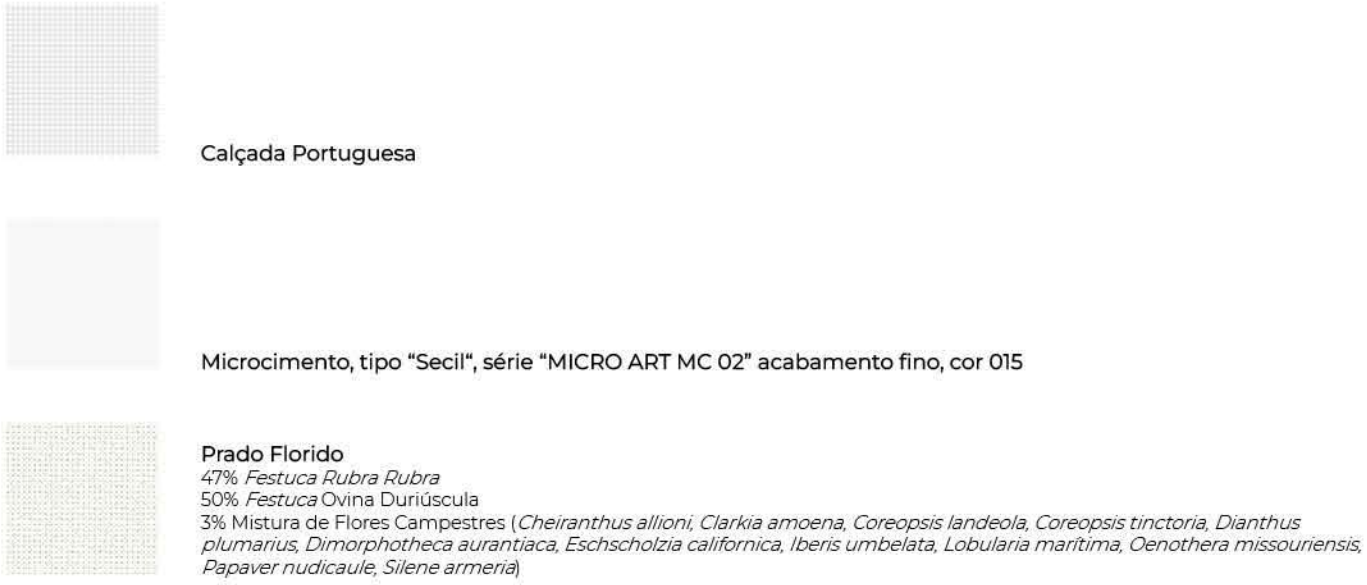 Calçada Portuguesa
Microcimento, tipo “Secil“, série “MICRO ART MC 02” acabamento fino, cor 015
Prado Florido
47% Festuca Rubra Rubra
50% Festuca Ovina Duriúscula
3% Mistura de Flores Campestres (Cheiranthus allioni, Clarkia amoena, Coreopsis landeola, Coreopsis tinctoria, Dianthus
plumarius, Dimorphotheca aurantiaca, Eschscholzia californica, Iberis umbelata, Lobularia marítima, Oenothera missouriensis,
Papaver nudicaule, Silene armeria)